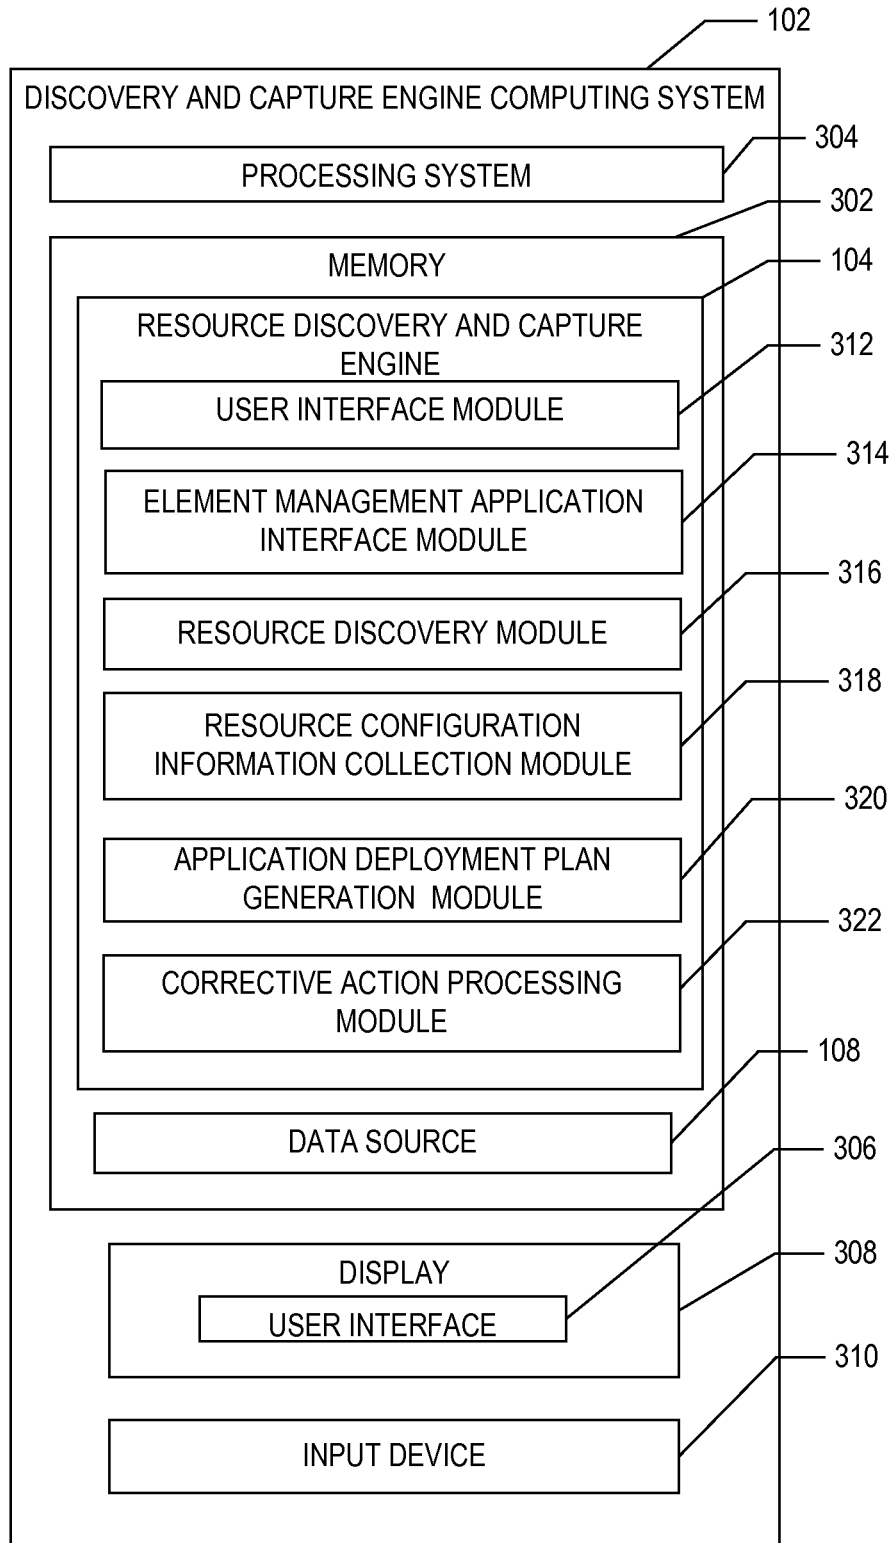 102
DISCOVERY AND CAPTURE ENGINE COMPUTING SYSTEM
304
PROCESSING SYSTEM
302
MEMORY
104
RESOURCE DISCOVERY AND CAPTURE
ENGINE
312
USER INTERFACE MODULE
314
ELEMENT MANAGEMENT APPLICATION
INTERFACE MODULE
316
RESOURCE DISCOVERY MODULE
318
RESOURCE CONFIGURATION
INFORMATION COLLECTION MODULE
320
APPLICATION DEPLOYMENT PLAN
GENERATION MODULE
322
CORRECTIVE ACTION PROCESSING
MODULE
108
DATA SOURCE
306
308
DISPLAY
USER INTERFACE
310
INPUT DEVICE